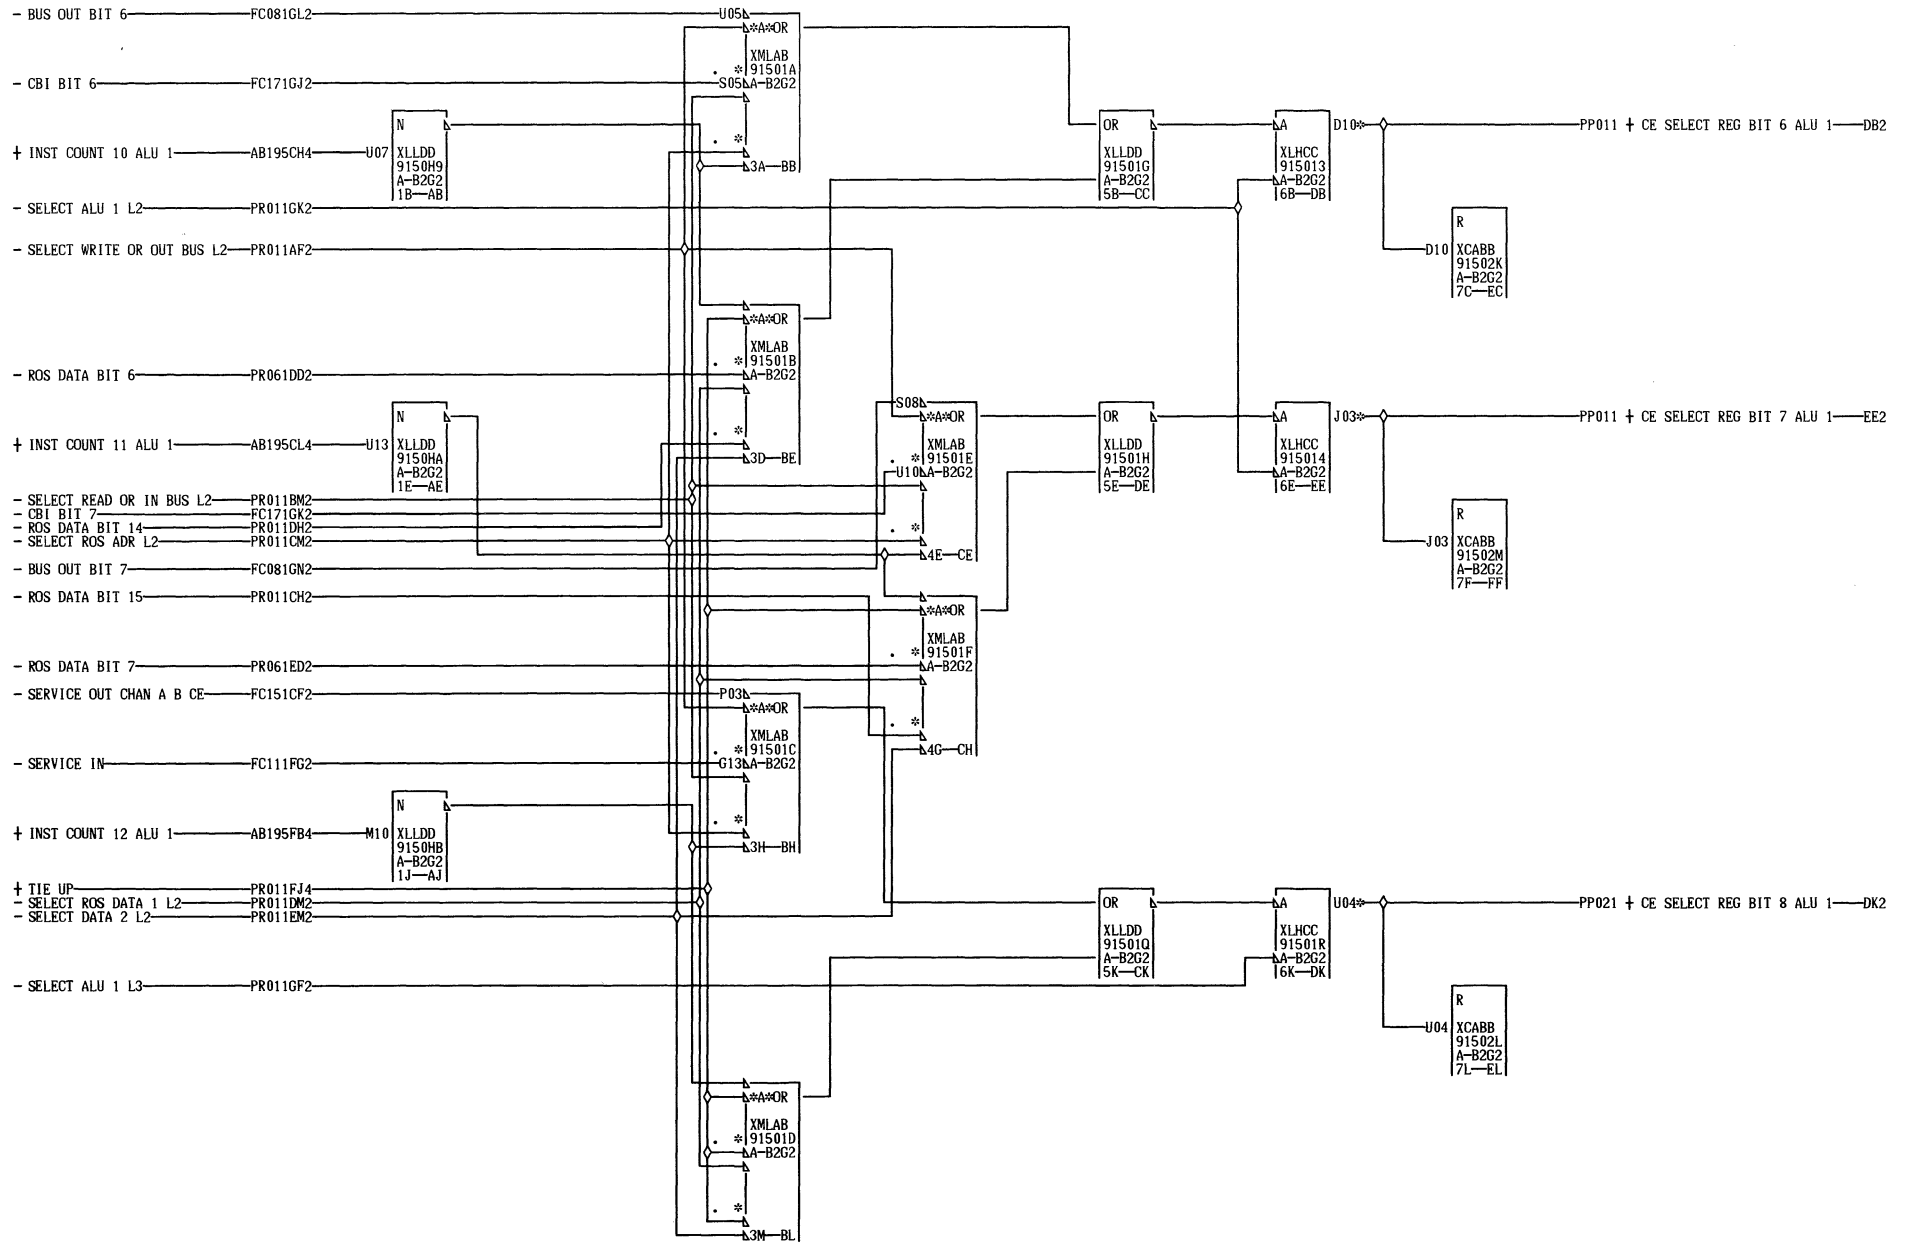 - BUS OUT BIT 6 FC081GL2 U05
*A*OR
XMLAB
. * 91501A
- CBI BIT 6 FC171GJ2 S05 A-B2G2
. *
3A BB
N
+ INST COUNT 10 ALU 1 AB195CH4 U07 XLLDD
9150H9
A-B2G2
1B AB
OR
XLLDD
91501G
A-B2G2
5B CC
A D10*
XLHCC
915013
A-B2G2
6B DB
PP011 + CE SELECT REG BIT 6 ALU 1 DB2
- SELECT ALU 1 L2 PR011GK2
R
D10 XCABB
91502K
A-B2G2
7C EC
- SELECT WRITE OR OUT BUS L2 PR011AF2
*A*OR
XMLAB
. * 91501B
- ROS DATA BIT 6 PR061DD2 A-B2G2
. *
3D BE
N
+ INST COUNT 11 ALU 1 AB195CL4 U13 XLLDD
9150HA
A-B2G2
1E AE
S08
*A*OR
XMLAB
. * 91501E
U10 A-B2G2
. *
4E CE
OR
XLLDD
91501H
A-B2G2
5E DE
A J03*
XLHCC
915014
A-B2G2
6E EE
PP011 + CE SELECT REG BIT 7 ALU 1 EE2
- SELECT READ OR IN BUS L2 PR011BM2
- CBI BIT 7 FC171GK2
- ROS DATA BIT 14 PR011DH2
- SELECT ROS ADR L2 PR011CM2
- BUS OUT BIT 7 FC081GN2
- ROS DATA BIT 15 PR011CH2
R
J03 XCABB
91502M
A-B2G2
7F FF
*A*OR
XMLAB
. * 91501F
- ROS DATA BIT 7 PR061ED2 A-B2G2
. *
4G CH
- SERVICE OUT CHAN A B CE FC151CF2 P03
*A*OR
XMLAB
. * 91501C
- SERVICE IN FC111FG2 G13 A-B2G2
. *
3H BH
N
+ INST COUNT 12 ALU 1 AB195FB4 M10 XLLDD
9150HB
A-B2G2
1J AJ
+ TIE UP PR011FJ4
- SELECT ROS DATA 1 L2 PR011DM2
- SELECT DATA 2 L2 PR011EM2
OR
XLLDD
91501Q
A-B2G2
5K CK
A U04*
XLHCC
91501R
A-B2G2
6K DK
PP021 + CE SELECT REG BIT 8 ALU 1 DK2
- SELECT ALU 1 L3 PR011GF2
R
U04 XCABB
91502L
A-B2G2
7L EL
*A*OR
XMLAB
. * 91501D
A-B2G2
. *
3M BL